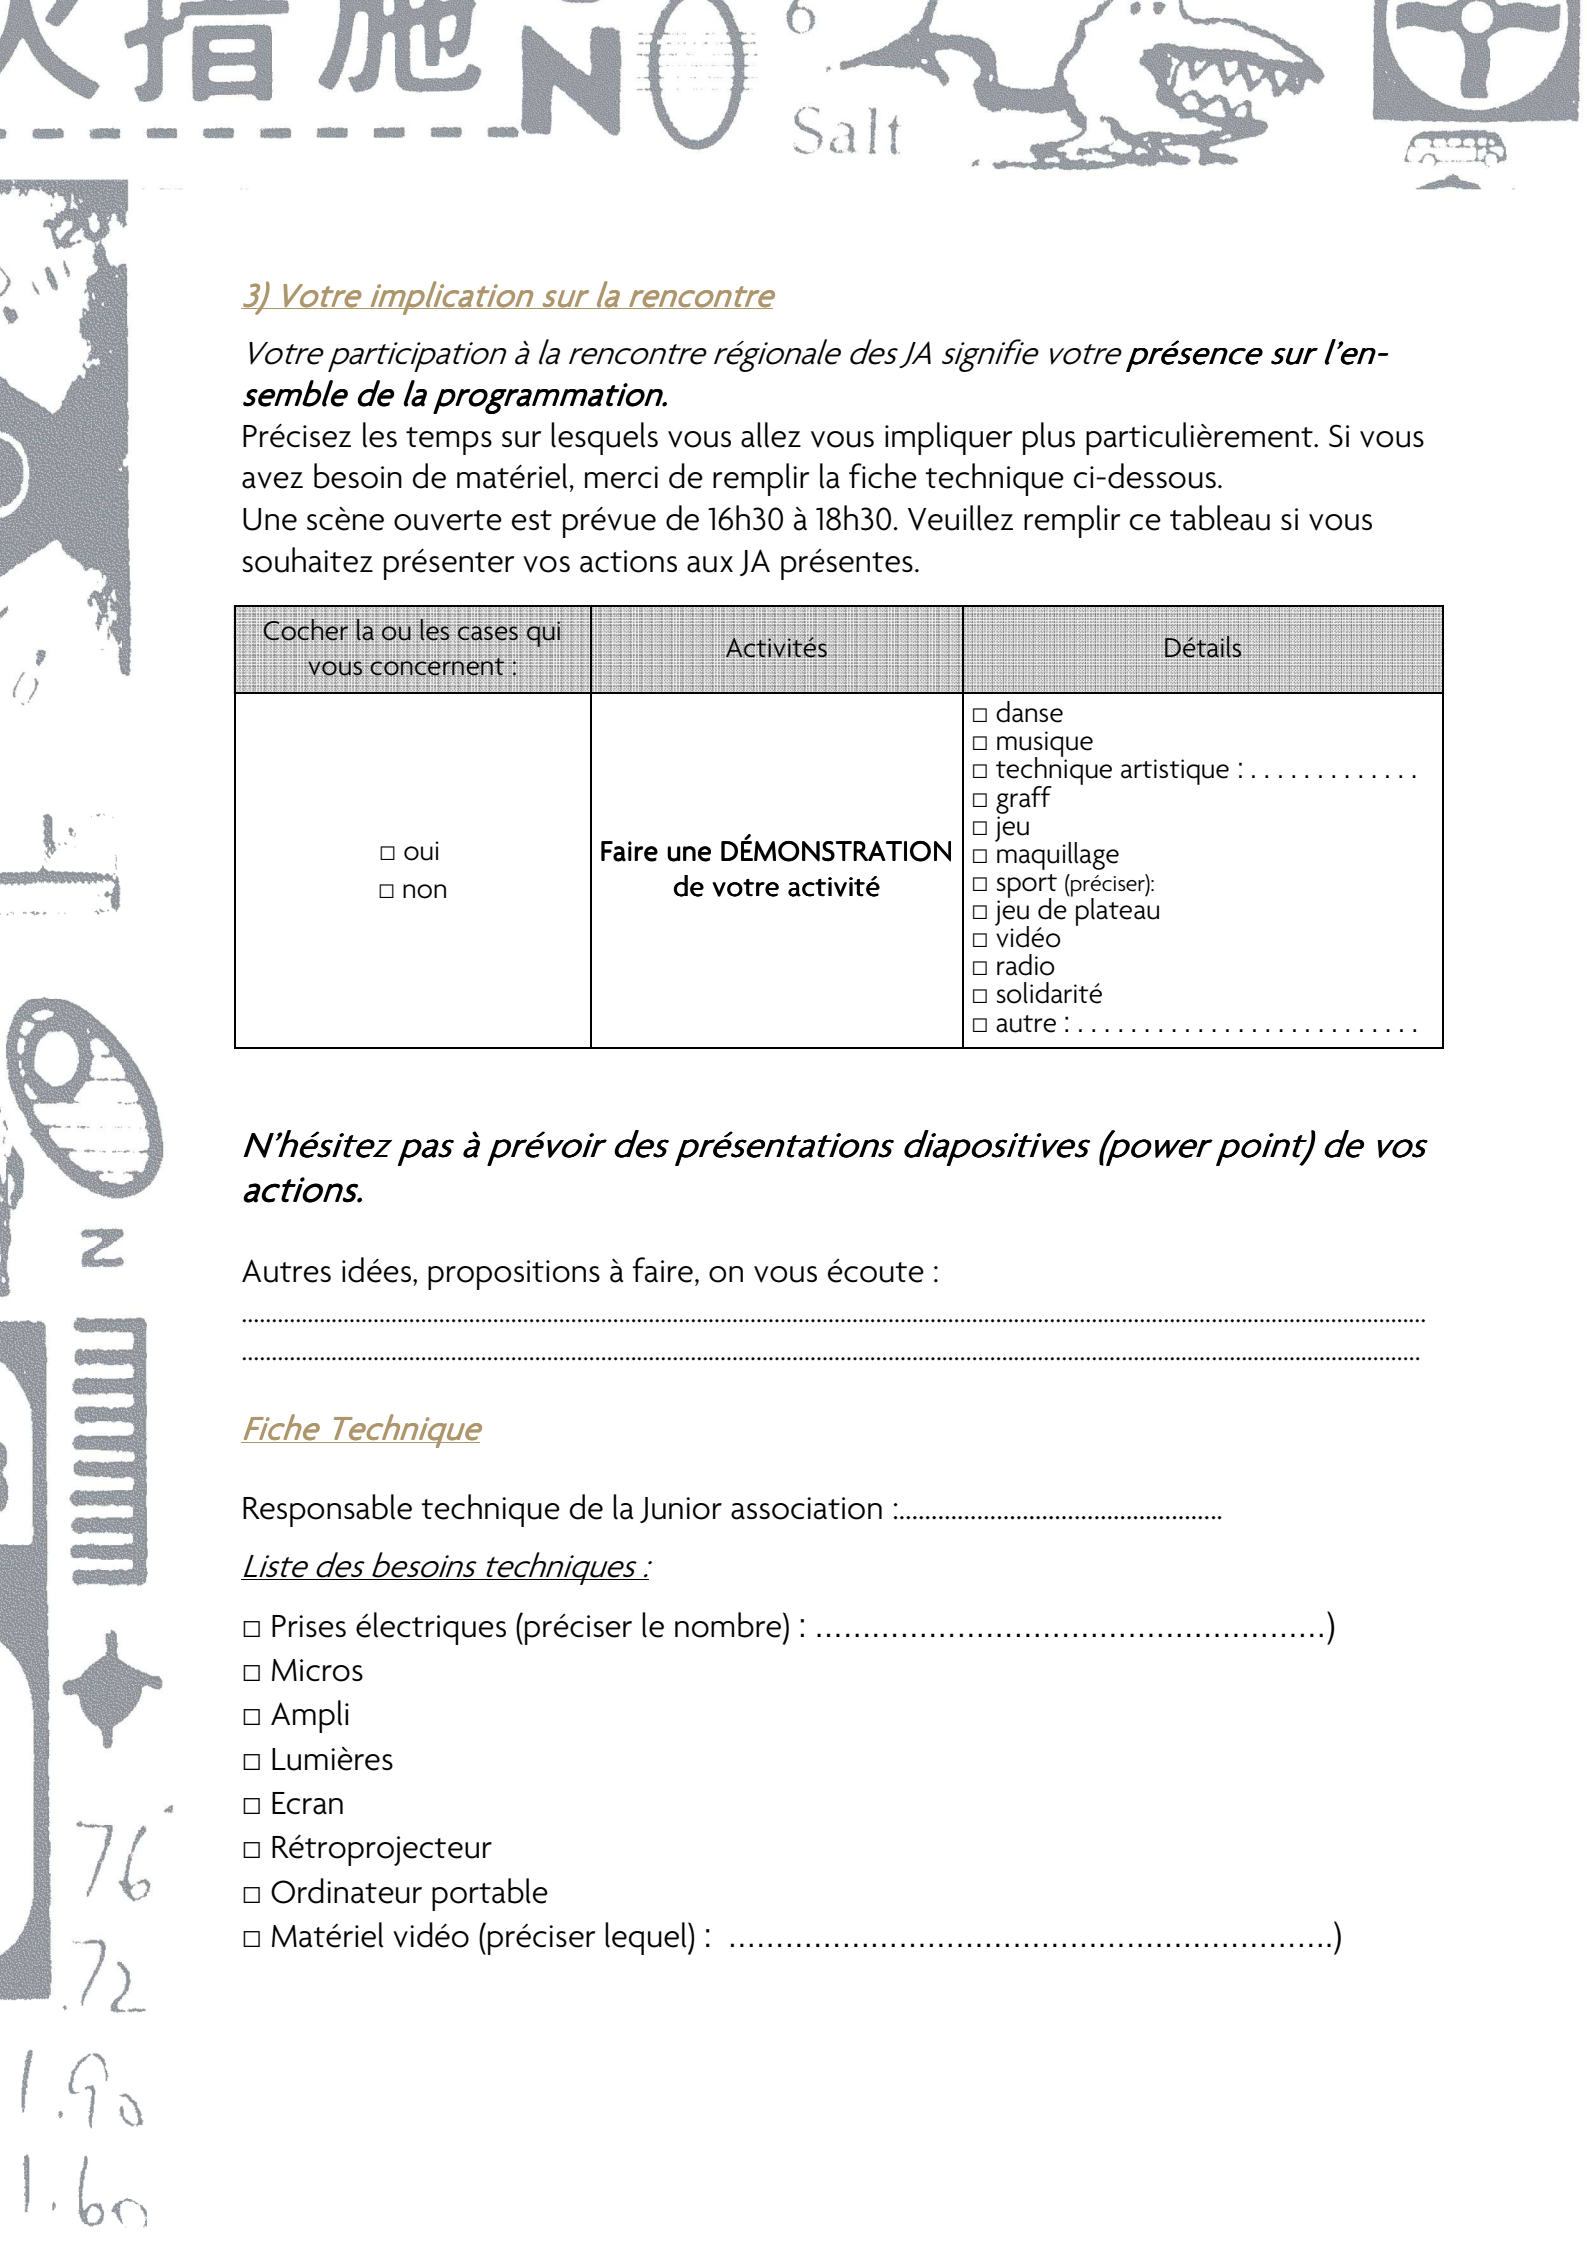 措施 NO
6
Salt
3) Votre implication sur la rencontre
Votre participation à la rencontre régionale des JA signifie votre présence sur l'en-
semble de la programmation.
Précisez les temps sur lesquels vous allez vous impliquer plus particulièrement. Si vous
avez besoin de matériel, merci de remplir la fiche technique ci-dessous.
Une scène ouverte est prévue de 16h30 à 18h30. Veuillez remplir ce tableau si vous
souhaitez présenter vos actions aux JA présentes.
Cocher la ou les cases qui
vous concernent :
Activités
Détails
□ oui
□ non
Faire une DÉMONSTRATION
de votre activité
□ danse
□ musique
□ technique artistique : . . . . . . . . . . . . .
□ graff
□ jeu
□ maquillage
□ sport (préciser):
□ jeu de plateau
□ vidéo
□ radio
□ solidarité
□ autre : . . . . . . . . . . . . . . . . . . . . . . . . . .
N'hésitez pas à prévoir des présentations diapositives (power point) de vos
actions.
Autres idées, propositions à faire, on vous écoute :
Fiche Technique
Responsable technique de la Junior association :......................................................
Liste des besoins techniques :
□ Prises électriques (préciser le nombre) : ………………………………………………)
□ Micros
□ Ampli
□ Lumières
□ Ecran
□ Rétroprojecteur
□ Ordinateur portable
□ Matériel vidéo (préciser lequel) : ……………………………………………………….)
N
76
.72
1.90